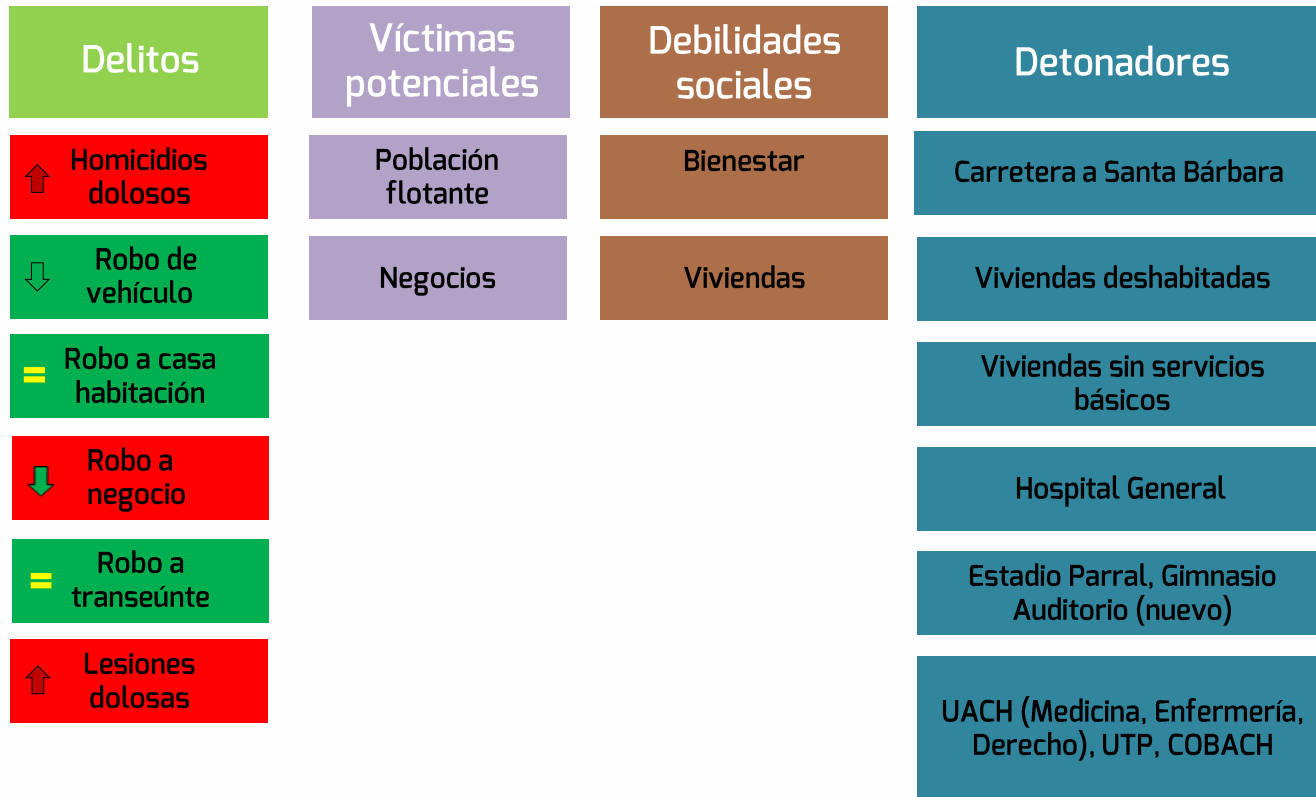 Delitos
Homicidios
dolosos
Robo de
vehículo
=
Robo a casa
habitación
Robo a
negocio
=
Robo a
transeúnte
Lesiones
dolosas
Víctimas
potenciales
Población
flotante
Negocios
Debilidades
sociales
Bienestar
Viviendas
Detonadores
Carretera a Santa Bárbara
Viviendas deshabitadas
Viviendas sin servicios
básicos
Hospital General
Estadio Parral, Gimnasio
Auditorio (nuevo)
UACH (Medicina, Enfermería,
Derecho), UTP, COBACH